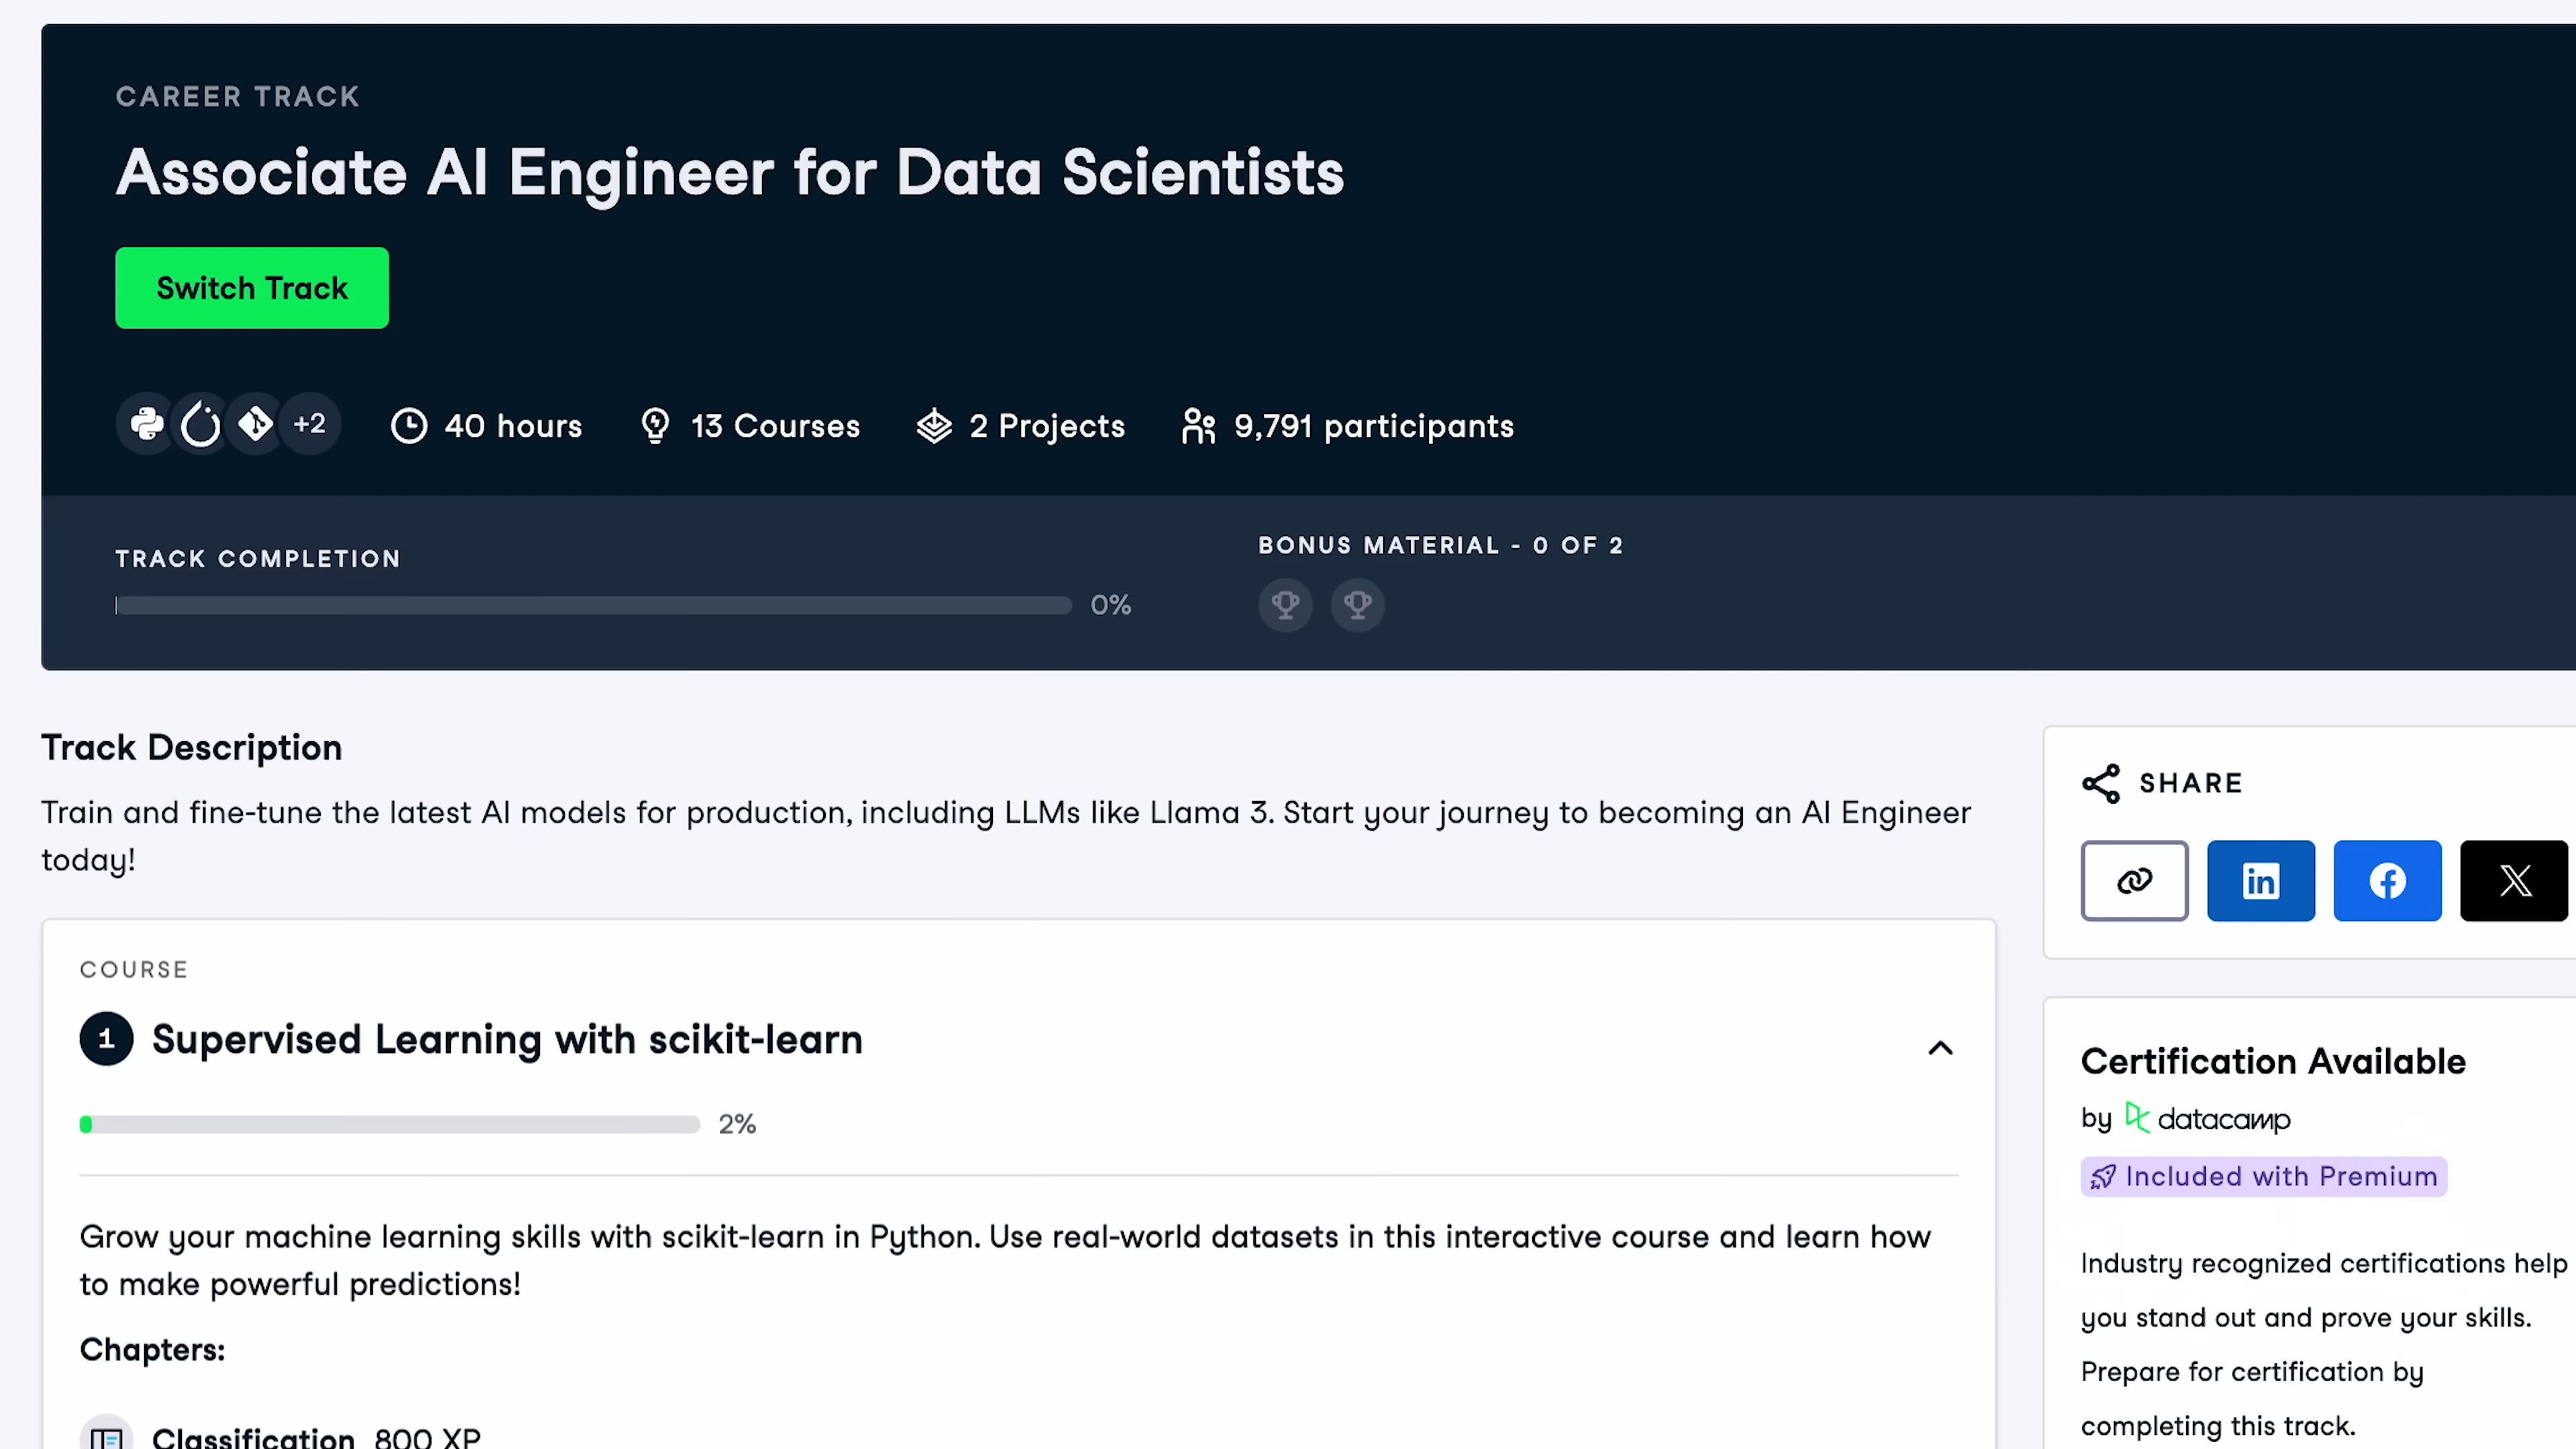 CAREER TRACK
Associate AI Engineer for Data Scientists
Switch Track
+2
40 hours
13 Courses
2 Projects
9,791 participants
TRACK COMPLETION
0%
BONUS MATERIAL - 0 OF 2
Track Description
Train and fine-tune the latest AI models for production, including LLMs like Llama 3. Start your journey to becoming an AI Engineer
today!
COURSE
1 Supervised Learning with scikit-learn
2%
Grow your machine learning skills with scikit-learn in Python. Use real-world datasets in this interactive course and learn how
to make powerful predictions!
Chapters:
Classification 800 XP
SHARE
in
Certification Available
by datacamp
Included with Premium
Industry recognized certifications help
you stand out and prove your skills.
Prepare for certification by
completing this track.